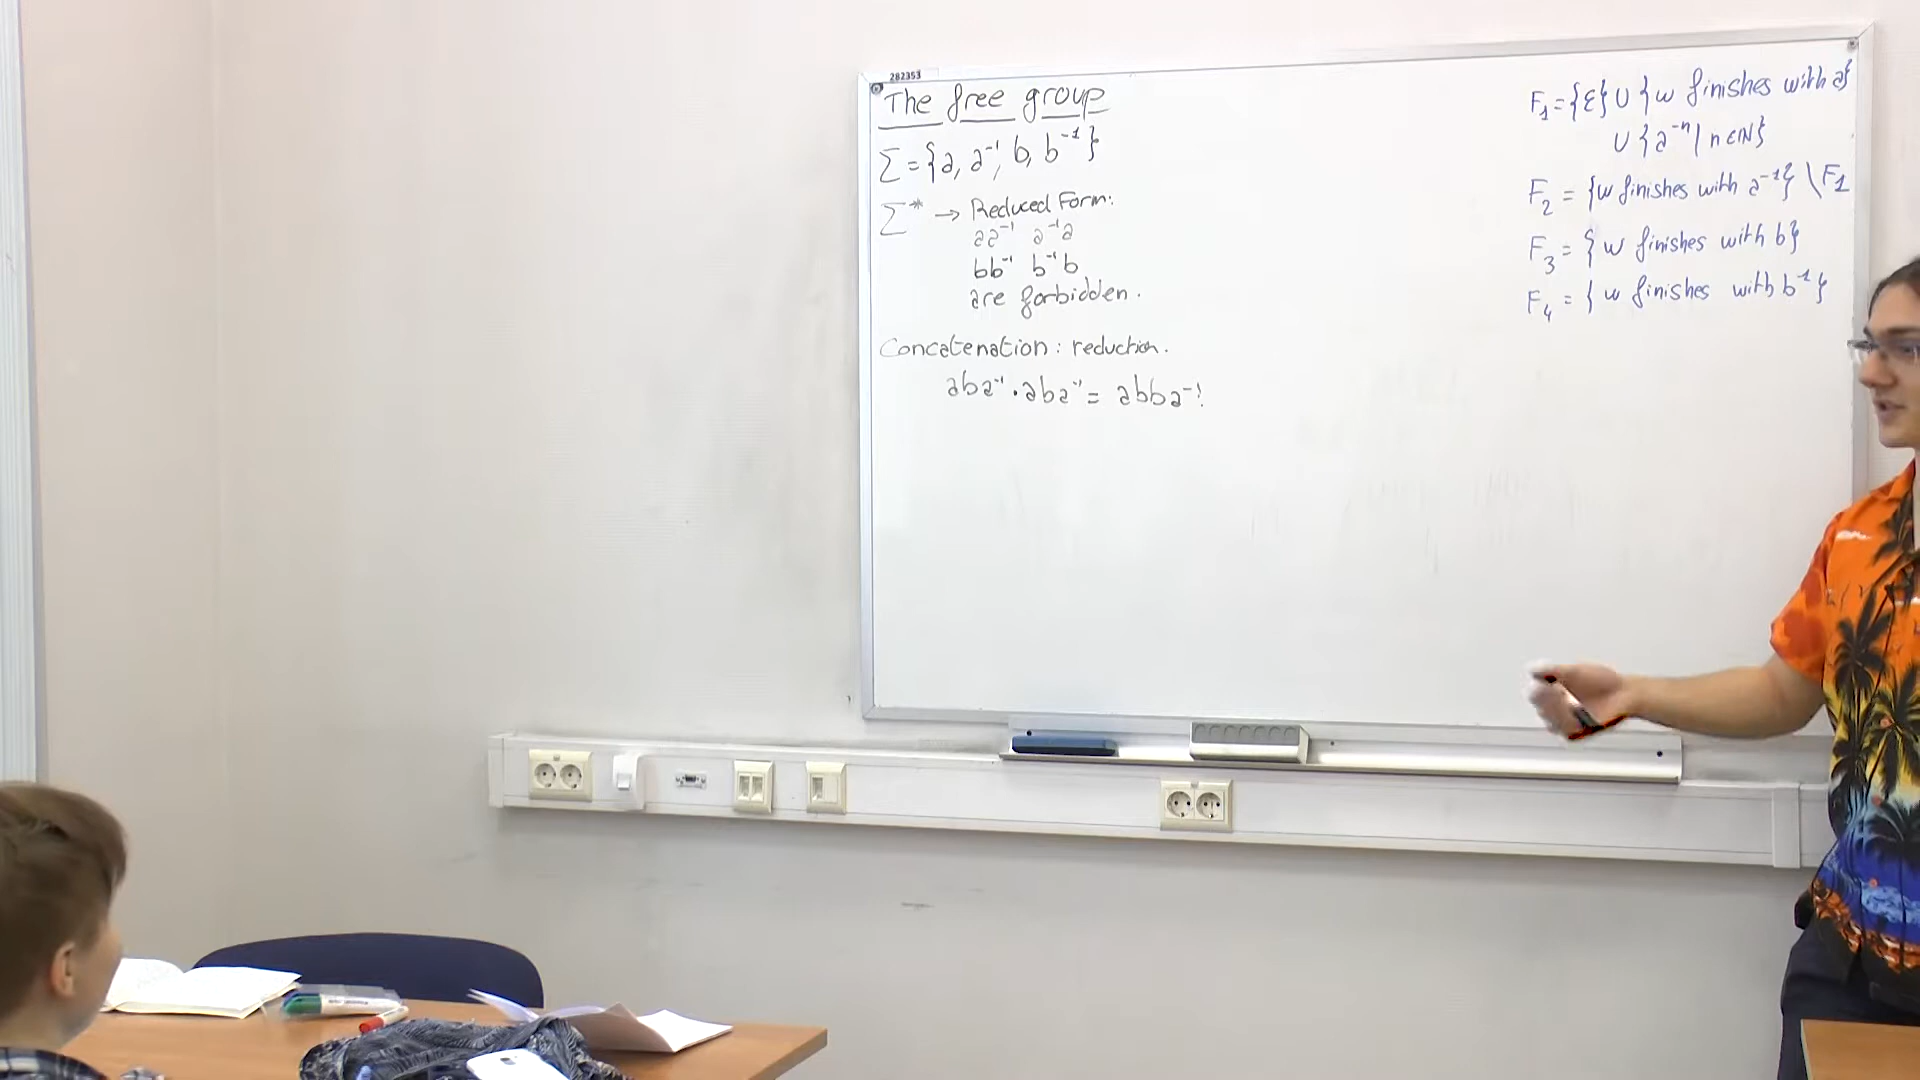 282353
The free group
Σ = {a, a⁻¹, b, b⁻¹}
Σ* → Reduced Form:
aa⁻¹ a⁻¹a
bb⁻¹ b⁻¹b
are forbidden.
Concatenation: reduction.
aba⁻¹ · aba⁻¹ = abba⁻¹
F₁ = {ε} ∪ {w finishes with a}
∪ {a⁻ⁿ | n ∈ ℕ}
F₂ = {w finishes with a⁻¹} \ F₁
F₃ = {w finishes with b}
F₄ = {w finishes with b⁻¹}